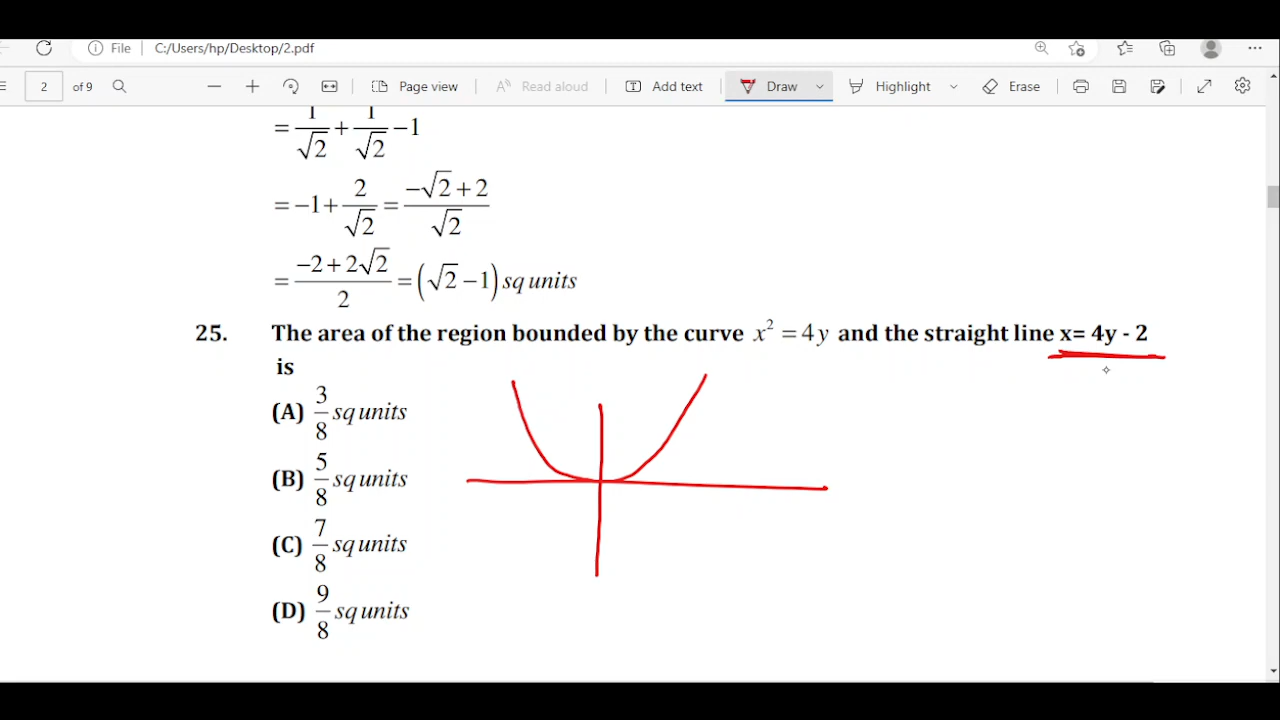 File C:/Users/hp/Desktop/2.pdf
2 of 9 Page view Read aloud Add text Draw Highlight Erase
= 1/√2 + 1/√2 −1
= −1 + 2/√2 = (−√2 + 2)/√2
= (−2 + 2√2)/2 = (√2 −1) sq units
25. The area of the region bounded by the curve x² = 4y and the straight line x= 4y - 2
is
(A) 3/8 sq units
(B) 5/8 sq units
(C) 7/8 sq units
(D) 9/8 sq units